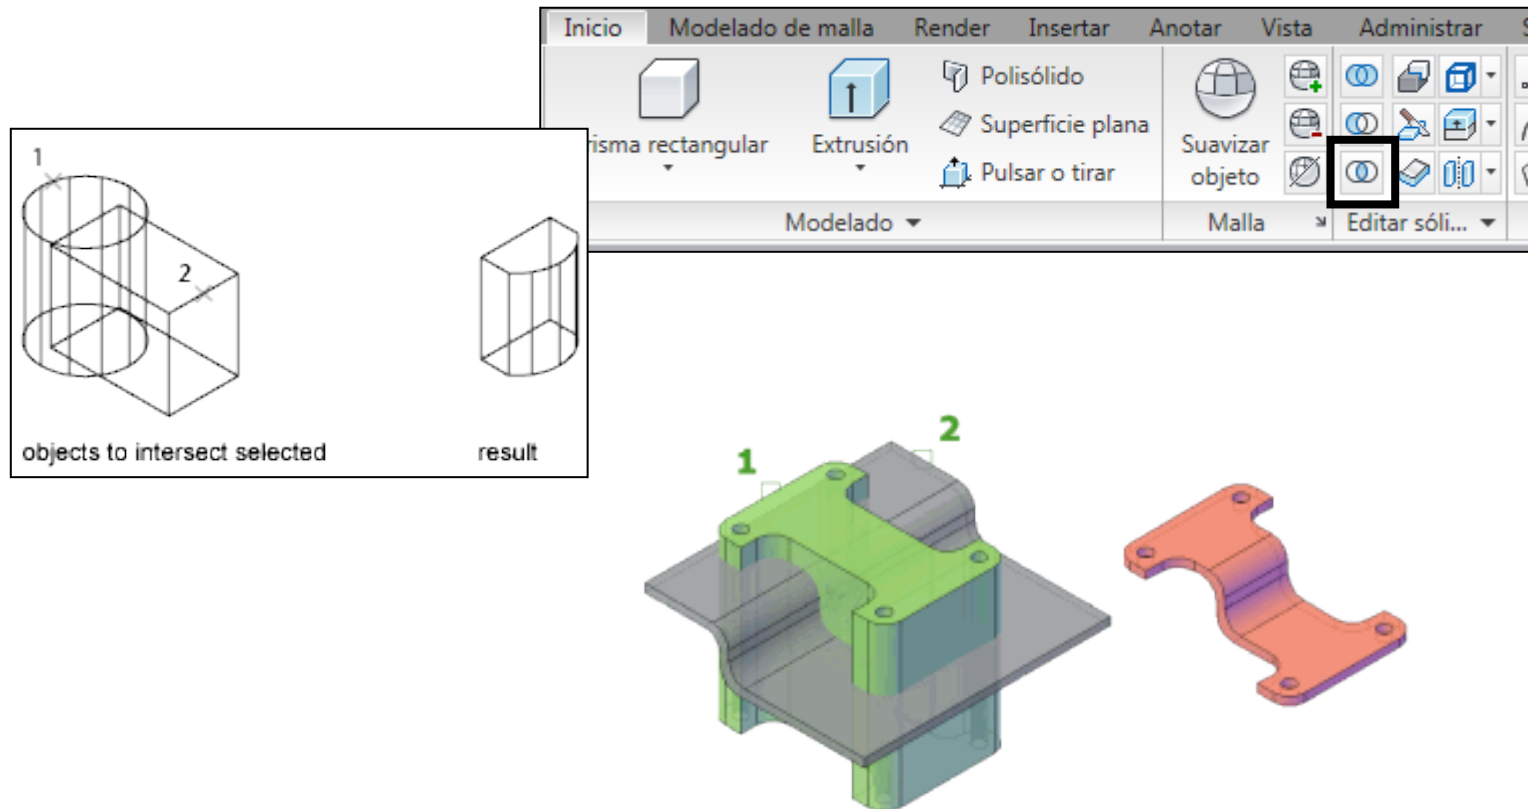 Inicio Modelado de malla Render Insertar Anotar Vista Administrar S
Polisólido
Superficie plana
Pulsar o tirar
risma rectangular
Extrusión
Suavizar
objeto
Modelado
Malla
Editar sóli...
1
2
objects to intersect selected
result
1
2